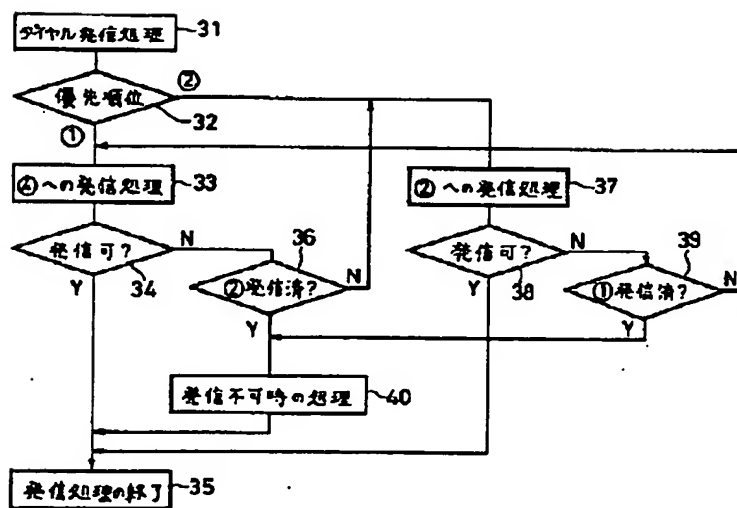 ダイヤル発信処理
31
優先順位
32
②
①
②への発信処理
33
②への発信処理
37
発信可?
34
N
Y
36
②発信済?
N
Y
発信可?
38
N
Y
39
①発信済?
N
Y
発信不可時の処理
40
発信処理の終了
35